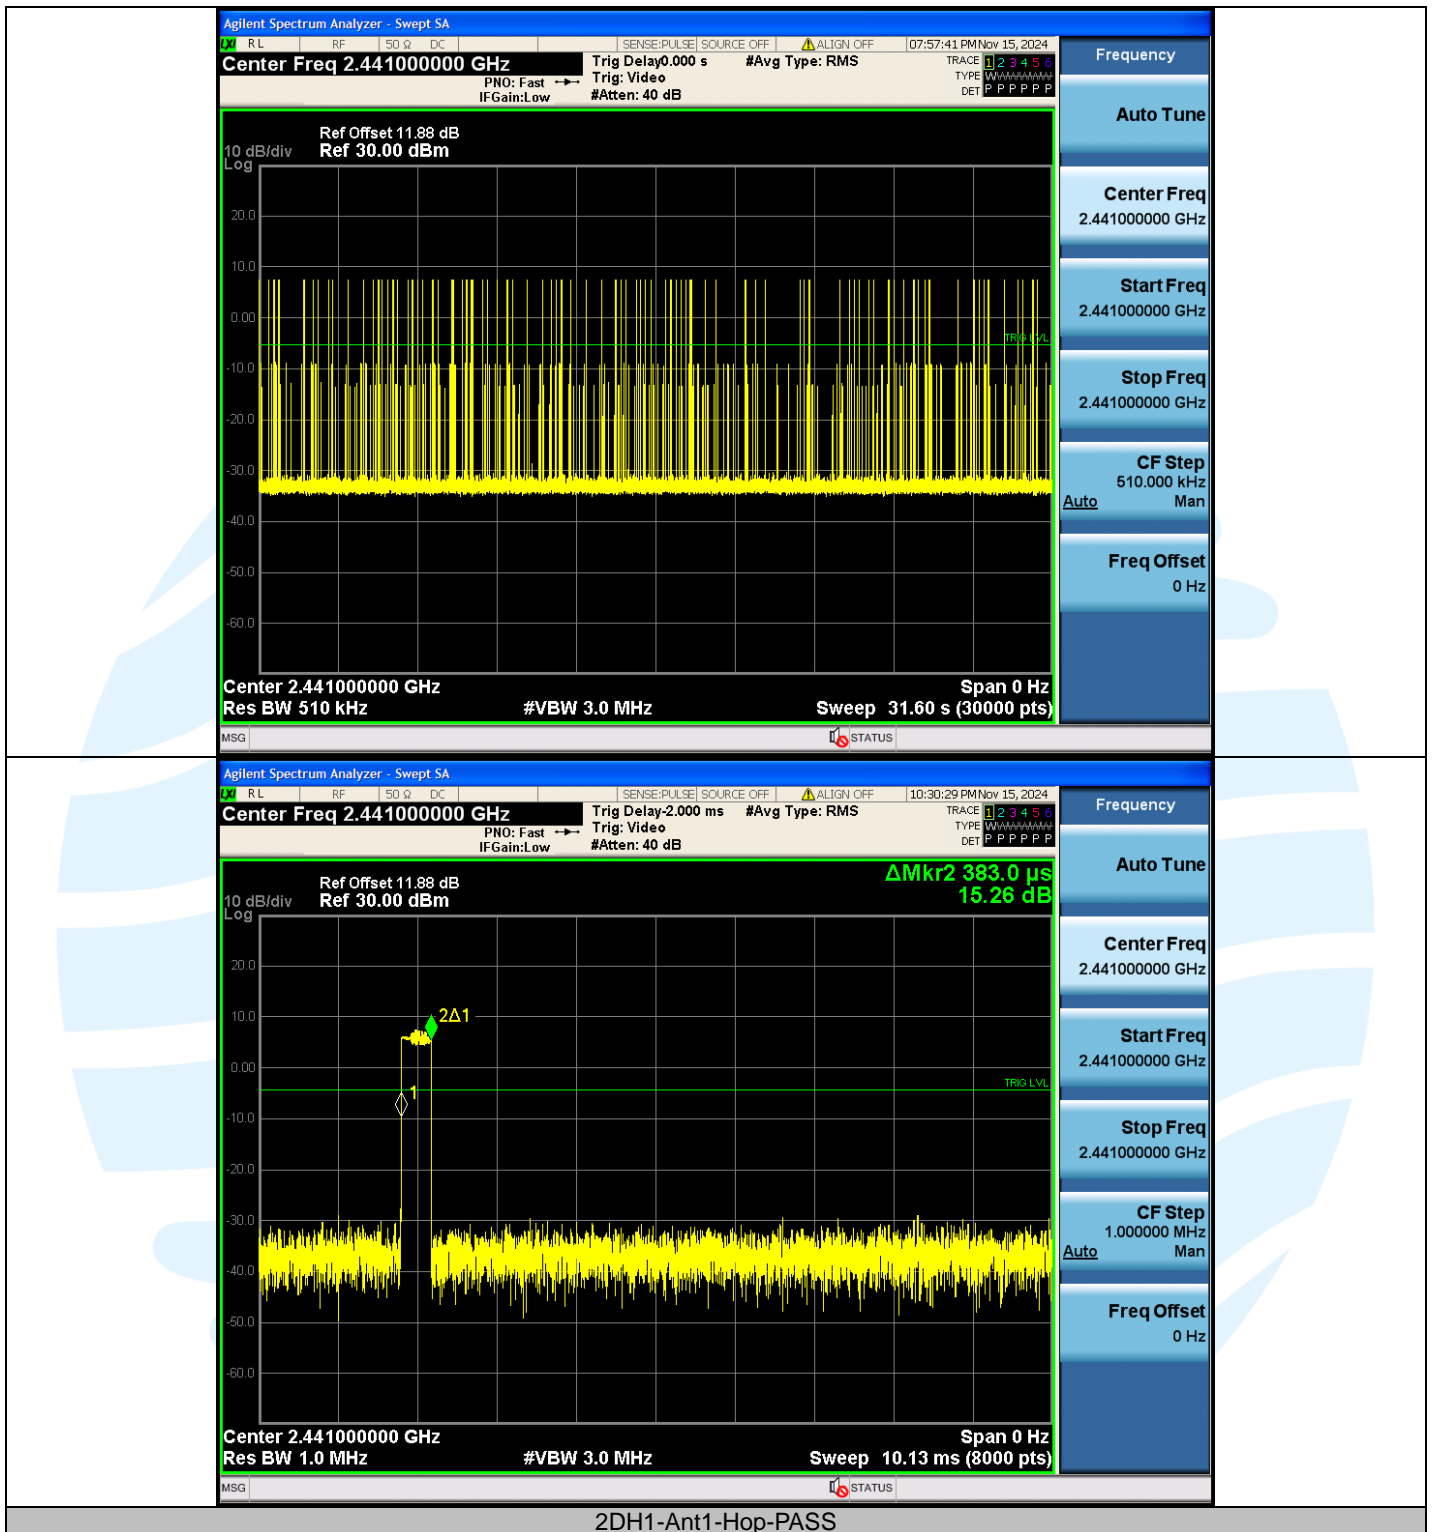 Agilent Spectrum Analyzer - Swept SA
LXI RL RF 50 Ω DC SENSE:PULSE SOURCE OFF ALIGN OFF 07:57:41 PM Nov 15, 2024
Center Freq 2.441000000 GHz
PNO: Fast
IFGain:Low
Trig Delay0.000 s
Trig: Video
#Atten: 40 dB
#Avg Type: RMS
TRACE 1 2 3 4 5 6
TYPE WWWWWW
DET P P P P P P
Ref Offset 11.88 dB
10 dB/div Ref 30.00 dBm
Log
20.0
10.0
0.00
TRIG LVL
-10.0
-20.0
-30.0
-40.0
-50.0
-60.0
Center 2.441000000 GHz Span 0 Hz
Res BW 510 kHz #VBW 3.0 MHz Sweep 31.60 s (30000 pts)
MSG STATUS
Frequency
Auto Tune
Center Freq
2.441000000 GHz
Start Freq
2.441000000 GHz
Stop Freq
2.441000000 GHz
CF Step
510.000 kHz
Auto Man
Freq Offset
0 Hz
Agilent Spectrum Analyzer - Swept SA
LXI RL RF 50 Ω DC SENSE:PULSE SOURCE OFF ALIGN OFF 10:30:29 PM Nov 15, 2024
Center Freq 2.441000000 GHz
PNO: Fast
IFGain:Low
Trig Delay-2.000 ms
Trig: Video
#Atten: 40 dB
#Avg Type: RMS
TRACE 1 2 3 4 5 6
TYPE WWWWWW
DET P P P P P P
ΔMkr2 383.0 µs
15.26 dB
Ref Offset 11.88 dB
10 dB/div Ref 30.00 dBm
Log
20.0
10.0
2Δ1
0.00
TRIG LVL
1
-10.0
-20.0
-30.0
-40.0
-50.0
-60.0
Center 2.441000000 GHz Span 0 Hz
Res BW 1.0 MHz #VBW 3.0 MHz Sweep 10.13 ms (8000 pts)
MSG STATUS
Frequency
Auto Tune
Center Freq
2.441000000 GHz
Start Freq
2.441000000 GHz
Stop Freq
2.441000000 GHz
CF Step
1.000000 MHz
Auto Man
Freq Offset
0 Hz
2DH1-Ant1-Hop-PASS